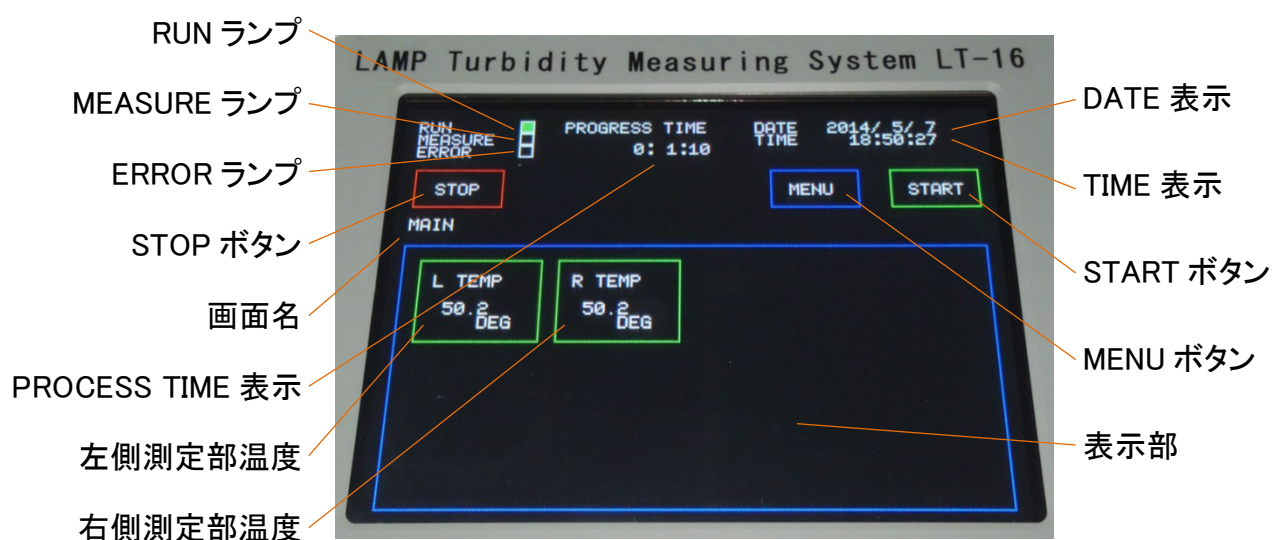 RUN ランプ
MEASURE ランプ
ERROR ランプ
STOP ボタン
画面名
PROCESS TIME 表示
左側測定部温度
右側測定部温度
LAMP Turbidity Measuring System LT-16
RUN
MEASURE
ERROR
PROGRESS TIME
0: 1:10
DATE 2014/ 5/ 7
TIME 18:50:27
STOP
MENU
START
MAIN
L TEMP
50.2
DEG
R TEMP
50.2
DEG
DATE 表示
TIME 表示
START ボタン
MENU ボタン
表示部